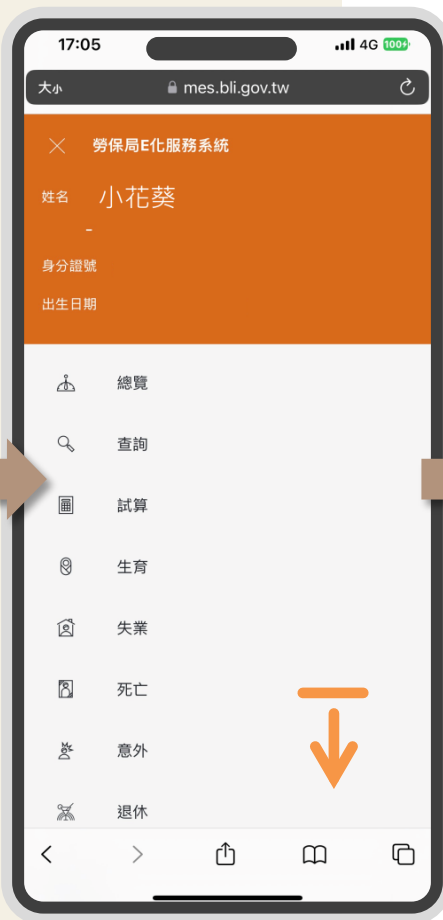 17:05 4G 100+
大小 mes.bli.gov.tw
勞保局E化服務系統
姓名 小花葵
-
身分證號
出生日期
總覽
查詢
試算
生育
失業
死亡
意外
退休